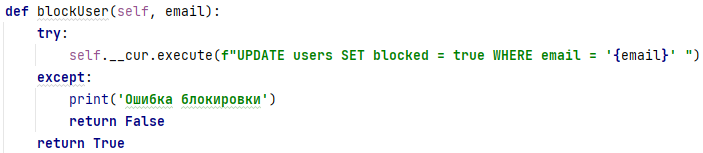 def blockUser(self, email):
    try:
        self.__cur.execute(f"UPDATE users SET blocked = true WHERE email = '{email}' ")
    except:
        print('Ошибка блокировки')
        return False
    return True